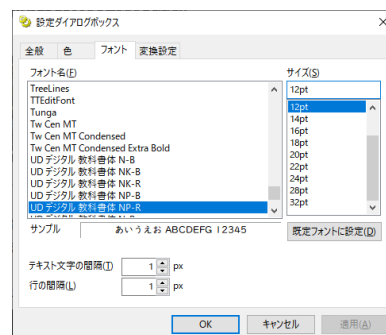 設定ダイアログボックス
全般 色 フォント 変換設定
フォント名(F)
TreeLines
TTEditFont
Tunga
Tw Cen MT
Tw Cen MT Condensed
Tw Cen MT Condensed Extra Bold
UD デジタル 教科書体 N-B
UD デジタル 教科書体 NK-B
UD デジタル 教科書体 NK-R
UD デジタル 教科書体 NP-B
UD デジタル 教科書体 NP-R
サイズ(S)
12pt
12pt
14pt
16pt
18pt
20pt
22pt
24pt
28pt
32pt
サンプル あいうえお ABCDEFG 12345 既定フォントに設定(D)
テキスト文字の間隔(T) 1 px
行の間隔(L) 1 px
OK キャンセル 適用(A)